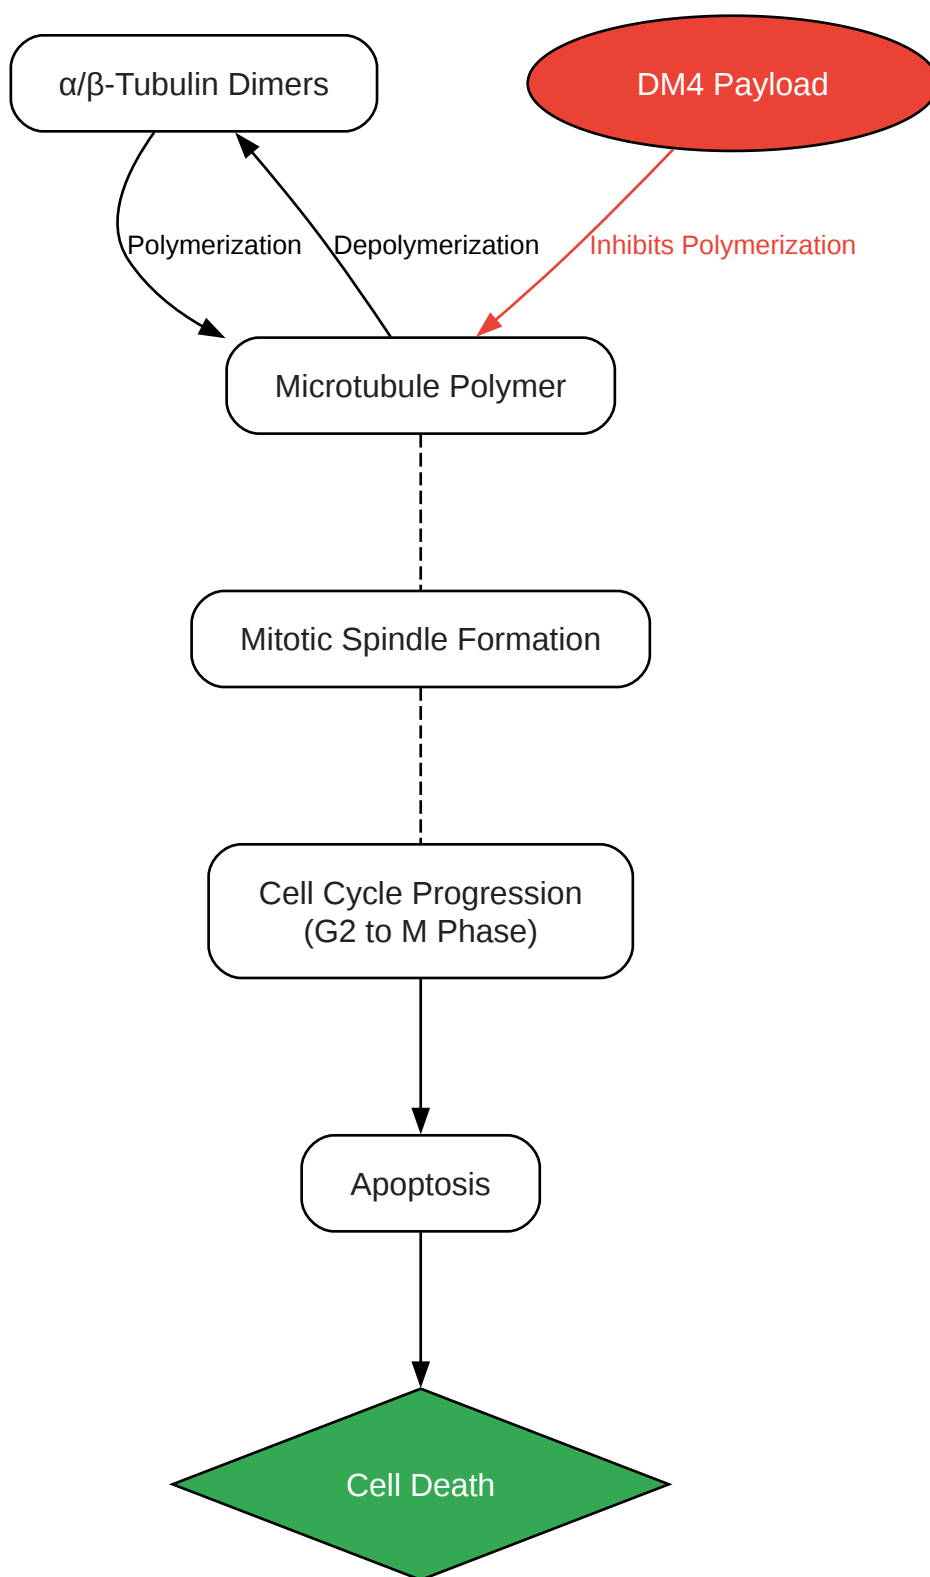 α/β-Tubulin Dimers
DM4 Payload
Polymerization
Depolymerization
Inhibits Polymerization
Microtubule Polymer
Mitotic Spindle Formation
Cell Cycle Progression
(G2 to M Phase)
Apoptosis
Cell Death